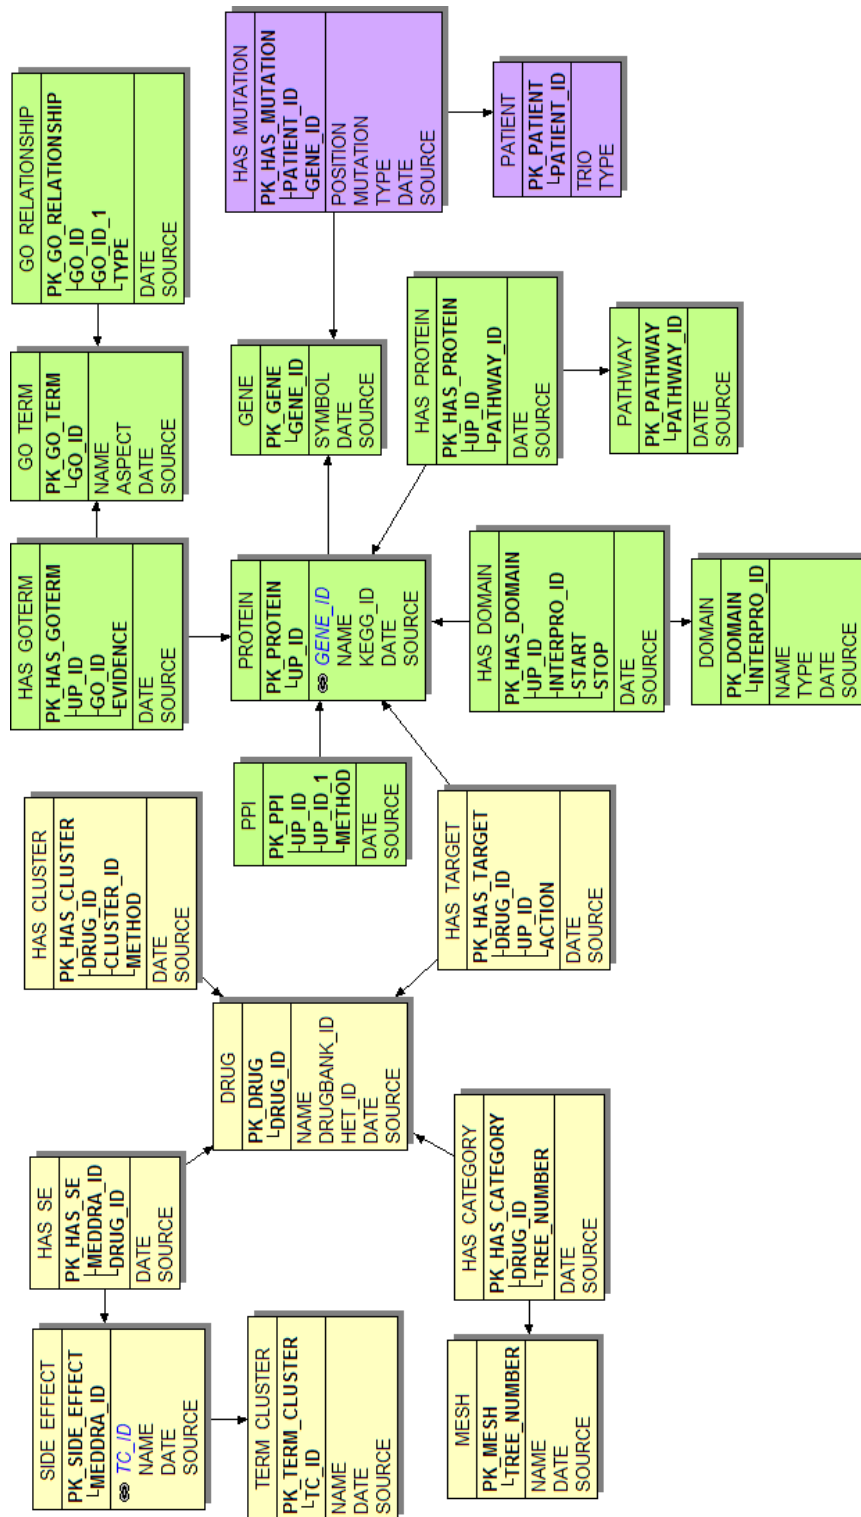 SIDE EFFECT
PK_SIDE_EFFECT
MEDDRA_ID
TC_ID
NAME
DATE
SOURCE
HAS SE
PK_HAS_SE
MEDDRA_ID
DRUG_ID
DATE
SOURCE
HAS CLUSTER
PK_HAS_CLUSTER
DRUG_ID
CLUSTER_ID
METHOD
DATE
SOURCE
HAS GOTERM
PK_HAS_GOTERM
UP_ID
GO_ID
EVIDENCE
DATE
SOURCE
GO TERM
PK_GO_TERM
GO_ID
NAME
ASPECT
DATE
SOURCE
GO RELATIONSHIP
PK_GO_RELATIONSHIP
GO_ID
GO_ID_1
TYPE
DATE
SOURCE
TERM CLUSTER
PK_TERM_CLUSTER
TC_ID
NAME
DATE
SOURCE
DRUG
PK_DRUG
DRUG_ID
NAME
DRUGBANK_ID
HET_ID
DATE
SOURCE
PPI
PK_PPI
UP_ID
UP_ID_1
METHOD
DATE
SOURCE
PROTEIN
PK_PROTEIN
UP_ID
GENE_ID
NAME
KEGG_ID
DATE
SOURCE
GENE
PK_GENE
GENE_ID
SYMBOL
DATE
SOURCE
HAS MUTATION
PK_HAS_MUTATION
PATIENT_ID
GENE_ID
POSITION
MUTATION
TYPE
DATE
SOURCE
MESH
PK_MESH
TREE_NUMBER
NAME
DATE
SOURCE
HAS CATEGORY
PK_HAS_CATEGORY
DRUG_ID
TREE_NUMBER
DATE
SOURCE
HAS TARGET
PK_HAS_TARGET
DRUG_ID
UP_ID
ACTION
DATE
SOURCE
HAS DOMAIN
PK_HAS_DOMAIN
UP_ID
INTERPRO_ID
START
STOP
DATE
SOURCE
HAS PROTEIN
PK_HAS_PROTEIN
UP_ID
PATHWAY_ID
DATE
SOURCE
PATIENT
PK_PATIENT
PATIENT_ID
TRIO
TYPE
DOMAIN
PK_DOMAIN
INTERPRO_ID
NAME
TYPE
DATE
SOURCE
PATHWAY
PK_PATHWAY
PATHWAY_ID
DATE
SOURCE